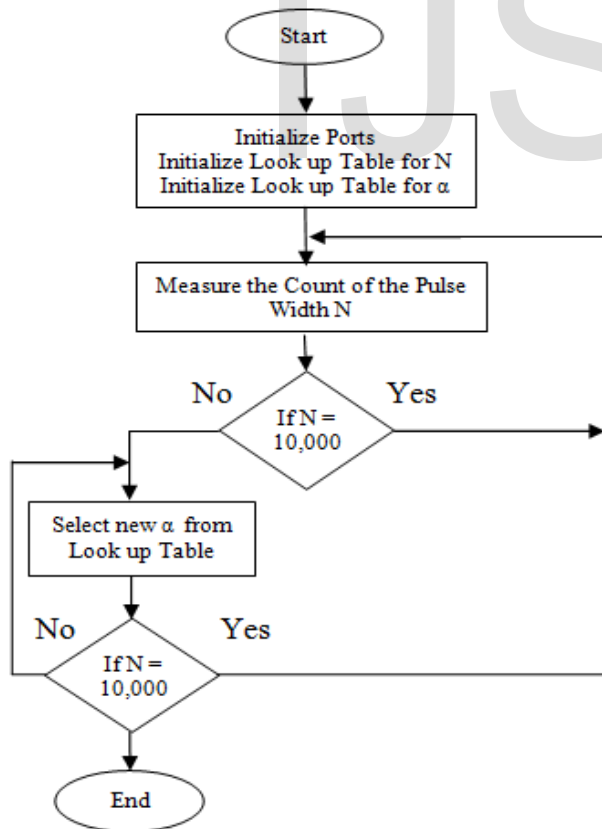 IJS
Start
Initialize Ports
Initialize Look up Table for N
Initialize Look up Table for α
Measure the Count of the Pulse
Width N
No
Yes
If N =
10,000
Select new α from
Look up Table
No
Yes
If N =
10,000
End